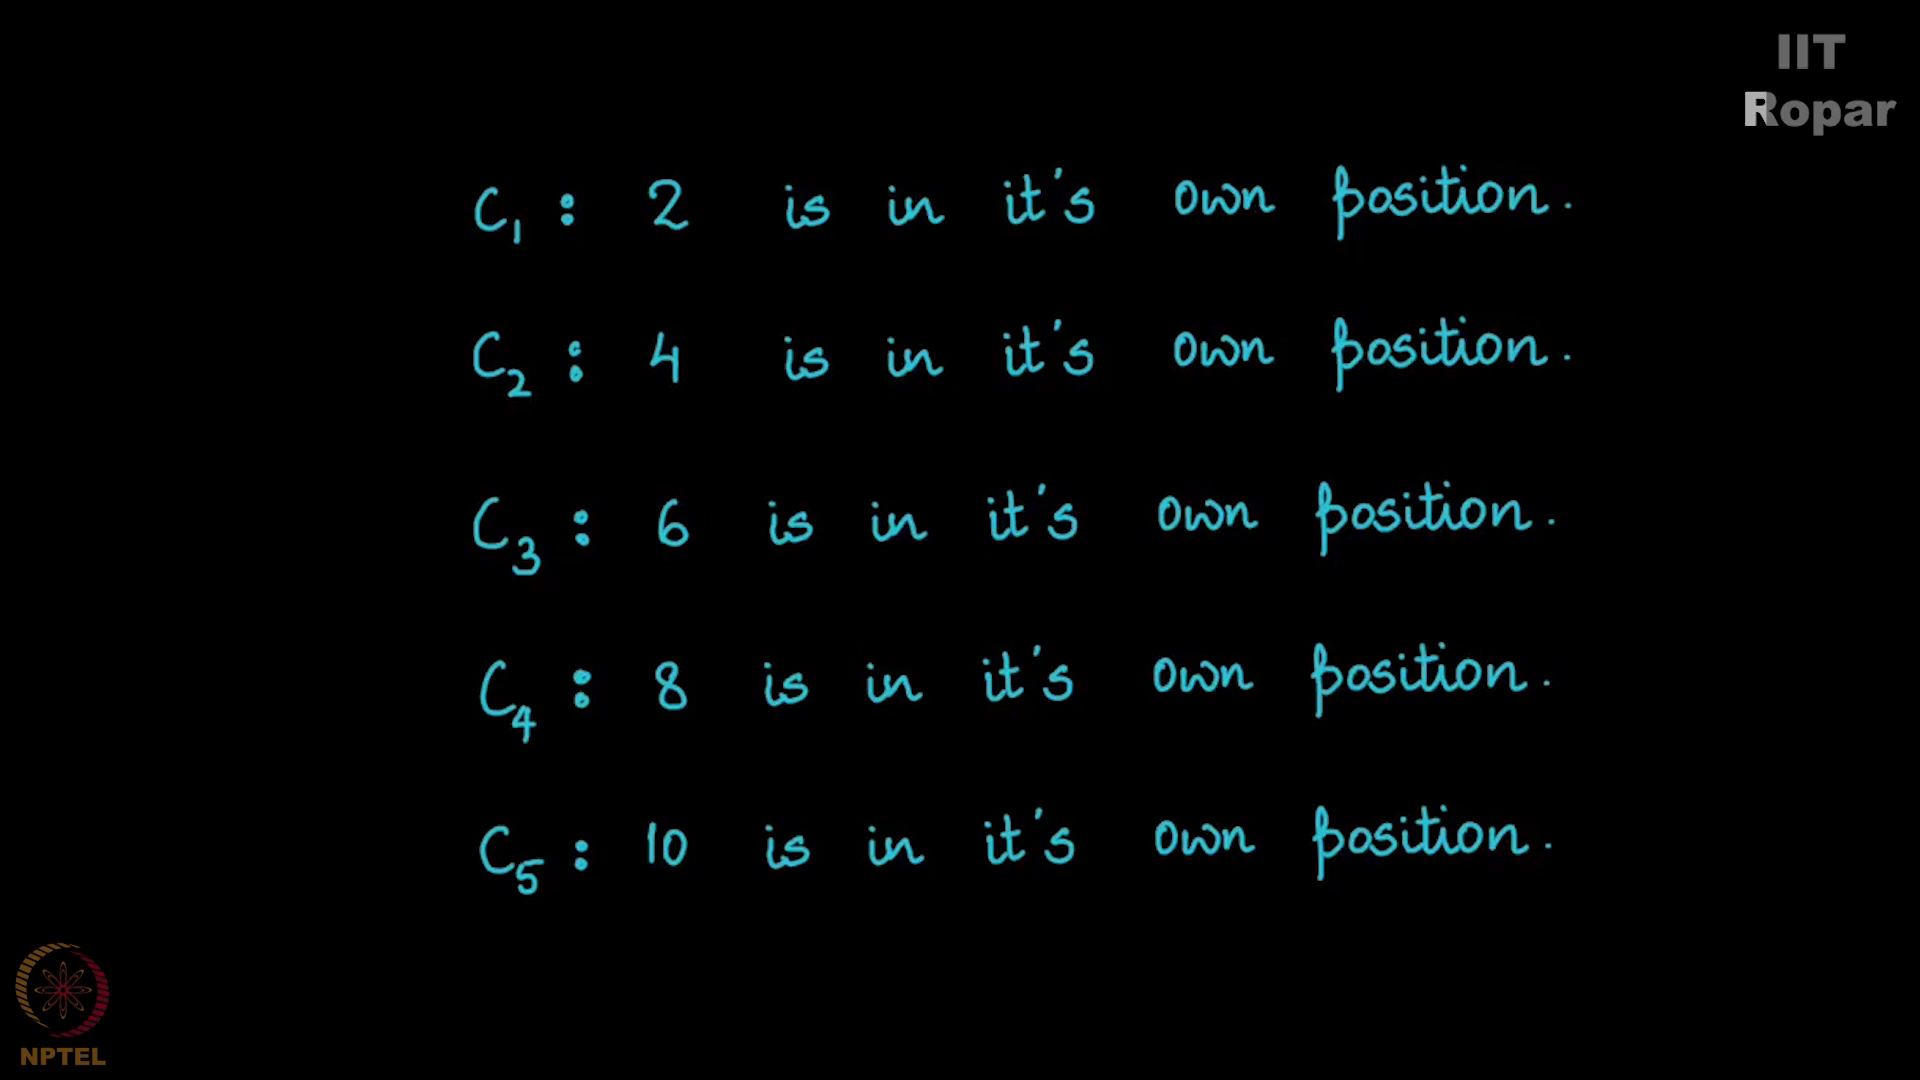 IIT
Ropar
C₁ : 2 is in it's own position.
C₂ : 4 is in it's own position.
C₃ : 6 is in it's own position.
C₄ : 8 is in it's own position.
C₅ : 10 is in it's own position.
NPTEL